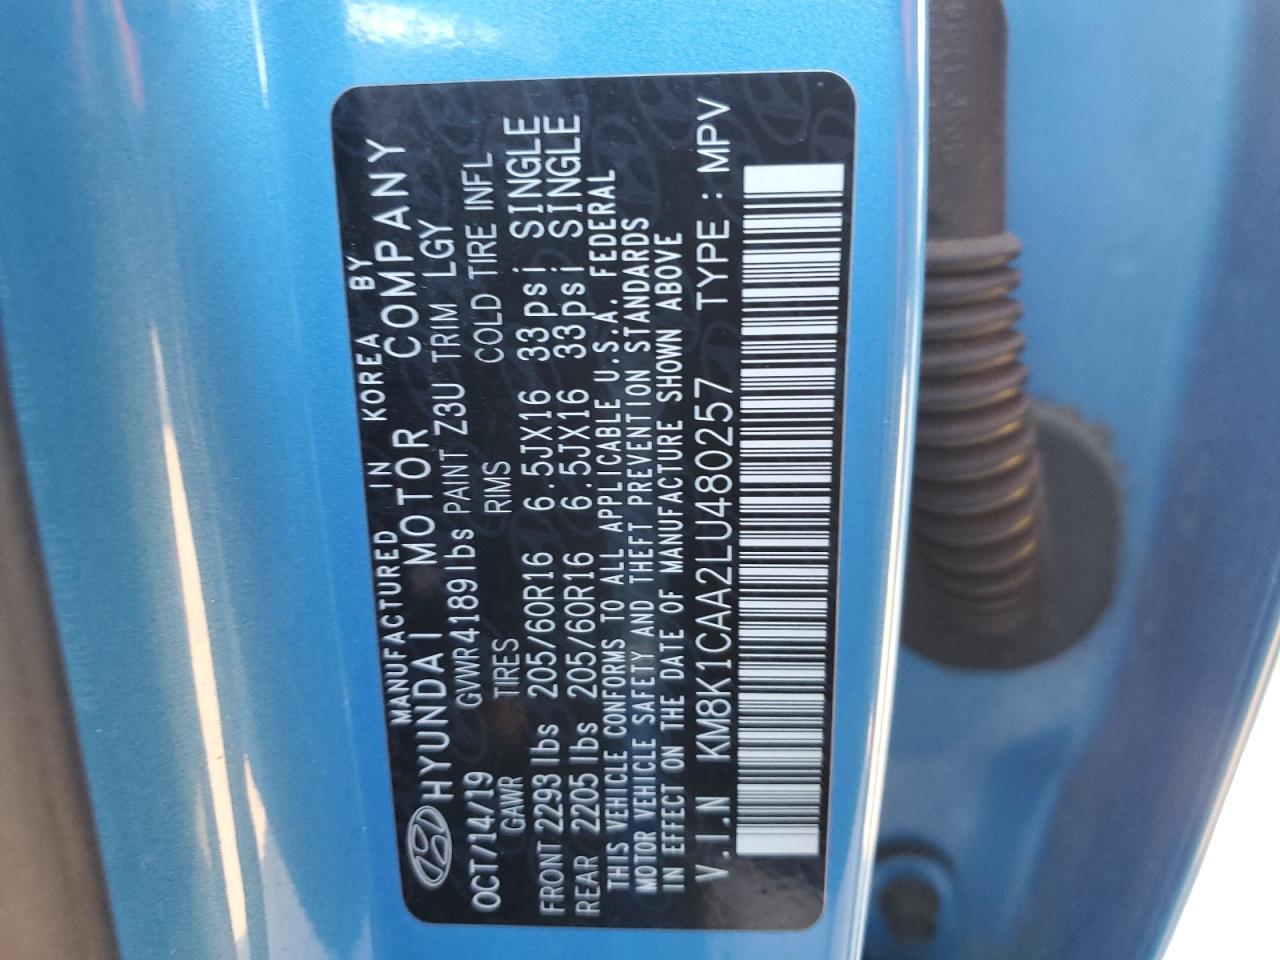 MANUFACTURED IN KOREA BY
HYUNDAI MOTOR COMPANY
OCT/14/19 GVWR4189lbs PAINT Z3U TRIM LGY
GAWR TIRES RIMS COLD TIRE INFL
FRONT 2293lbs 205/60R16 6.5JX16 33psi SINGLE
REAR 2205lbs 205/60R16 6.5JX16 33psi SINGLE
THIS VEHICLE CONFORMS TO ALL APPLICABLE U.S.A. FEDERAL
MOTOR VEHICLE SAFETY AND THEFT PREVENTION STANDARDS
IN EFFECT ON THE DATE OF MANUFACTURE SHOWN ABOVE
V.I.N KM8K1CAA2LU480257 TYPE : MPV